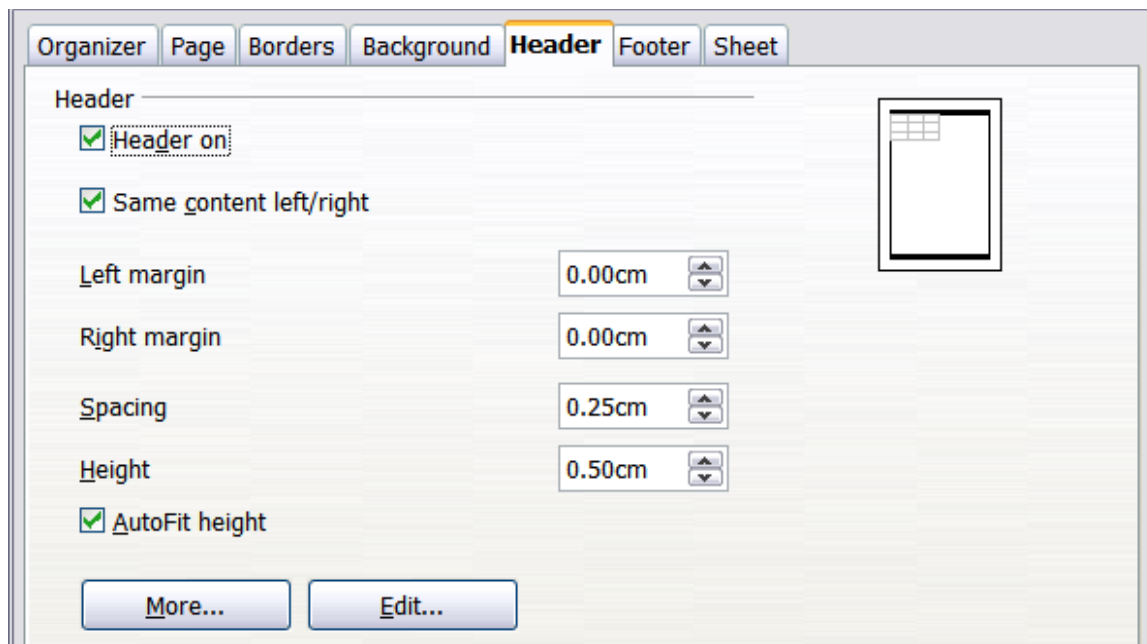 Organizer Page Borders Background Header Footer Sheet
Header
Header on
Same content left/right
Left margin 0.00cm
Right margin 0.00cm
Spacing 0.25cm
Height 0.50cm
AutoFit height
More... Edit...